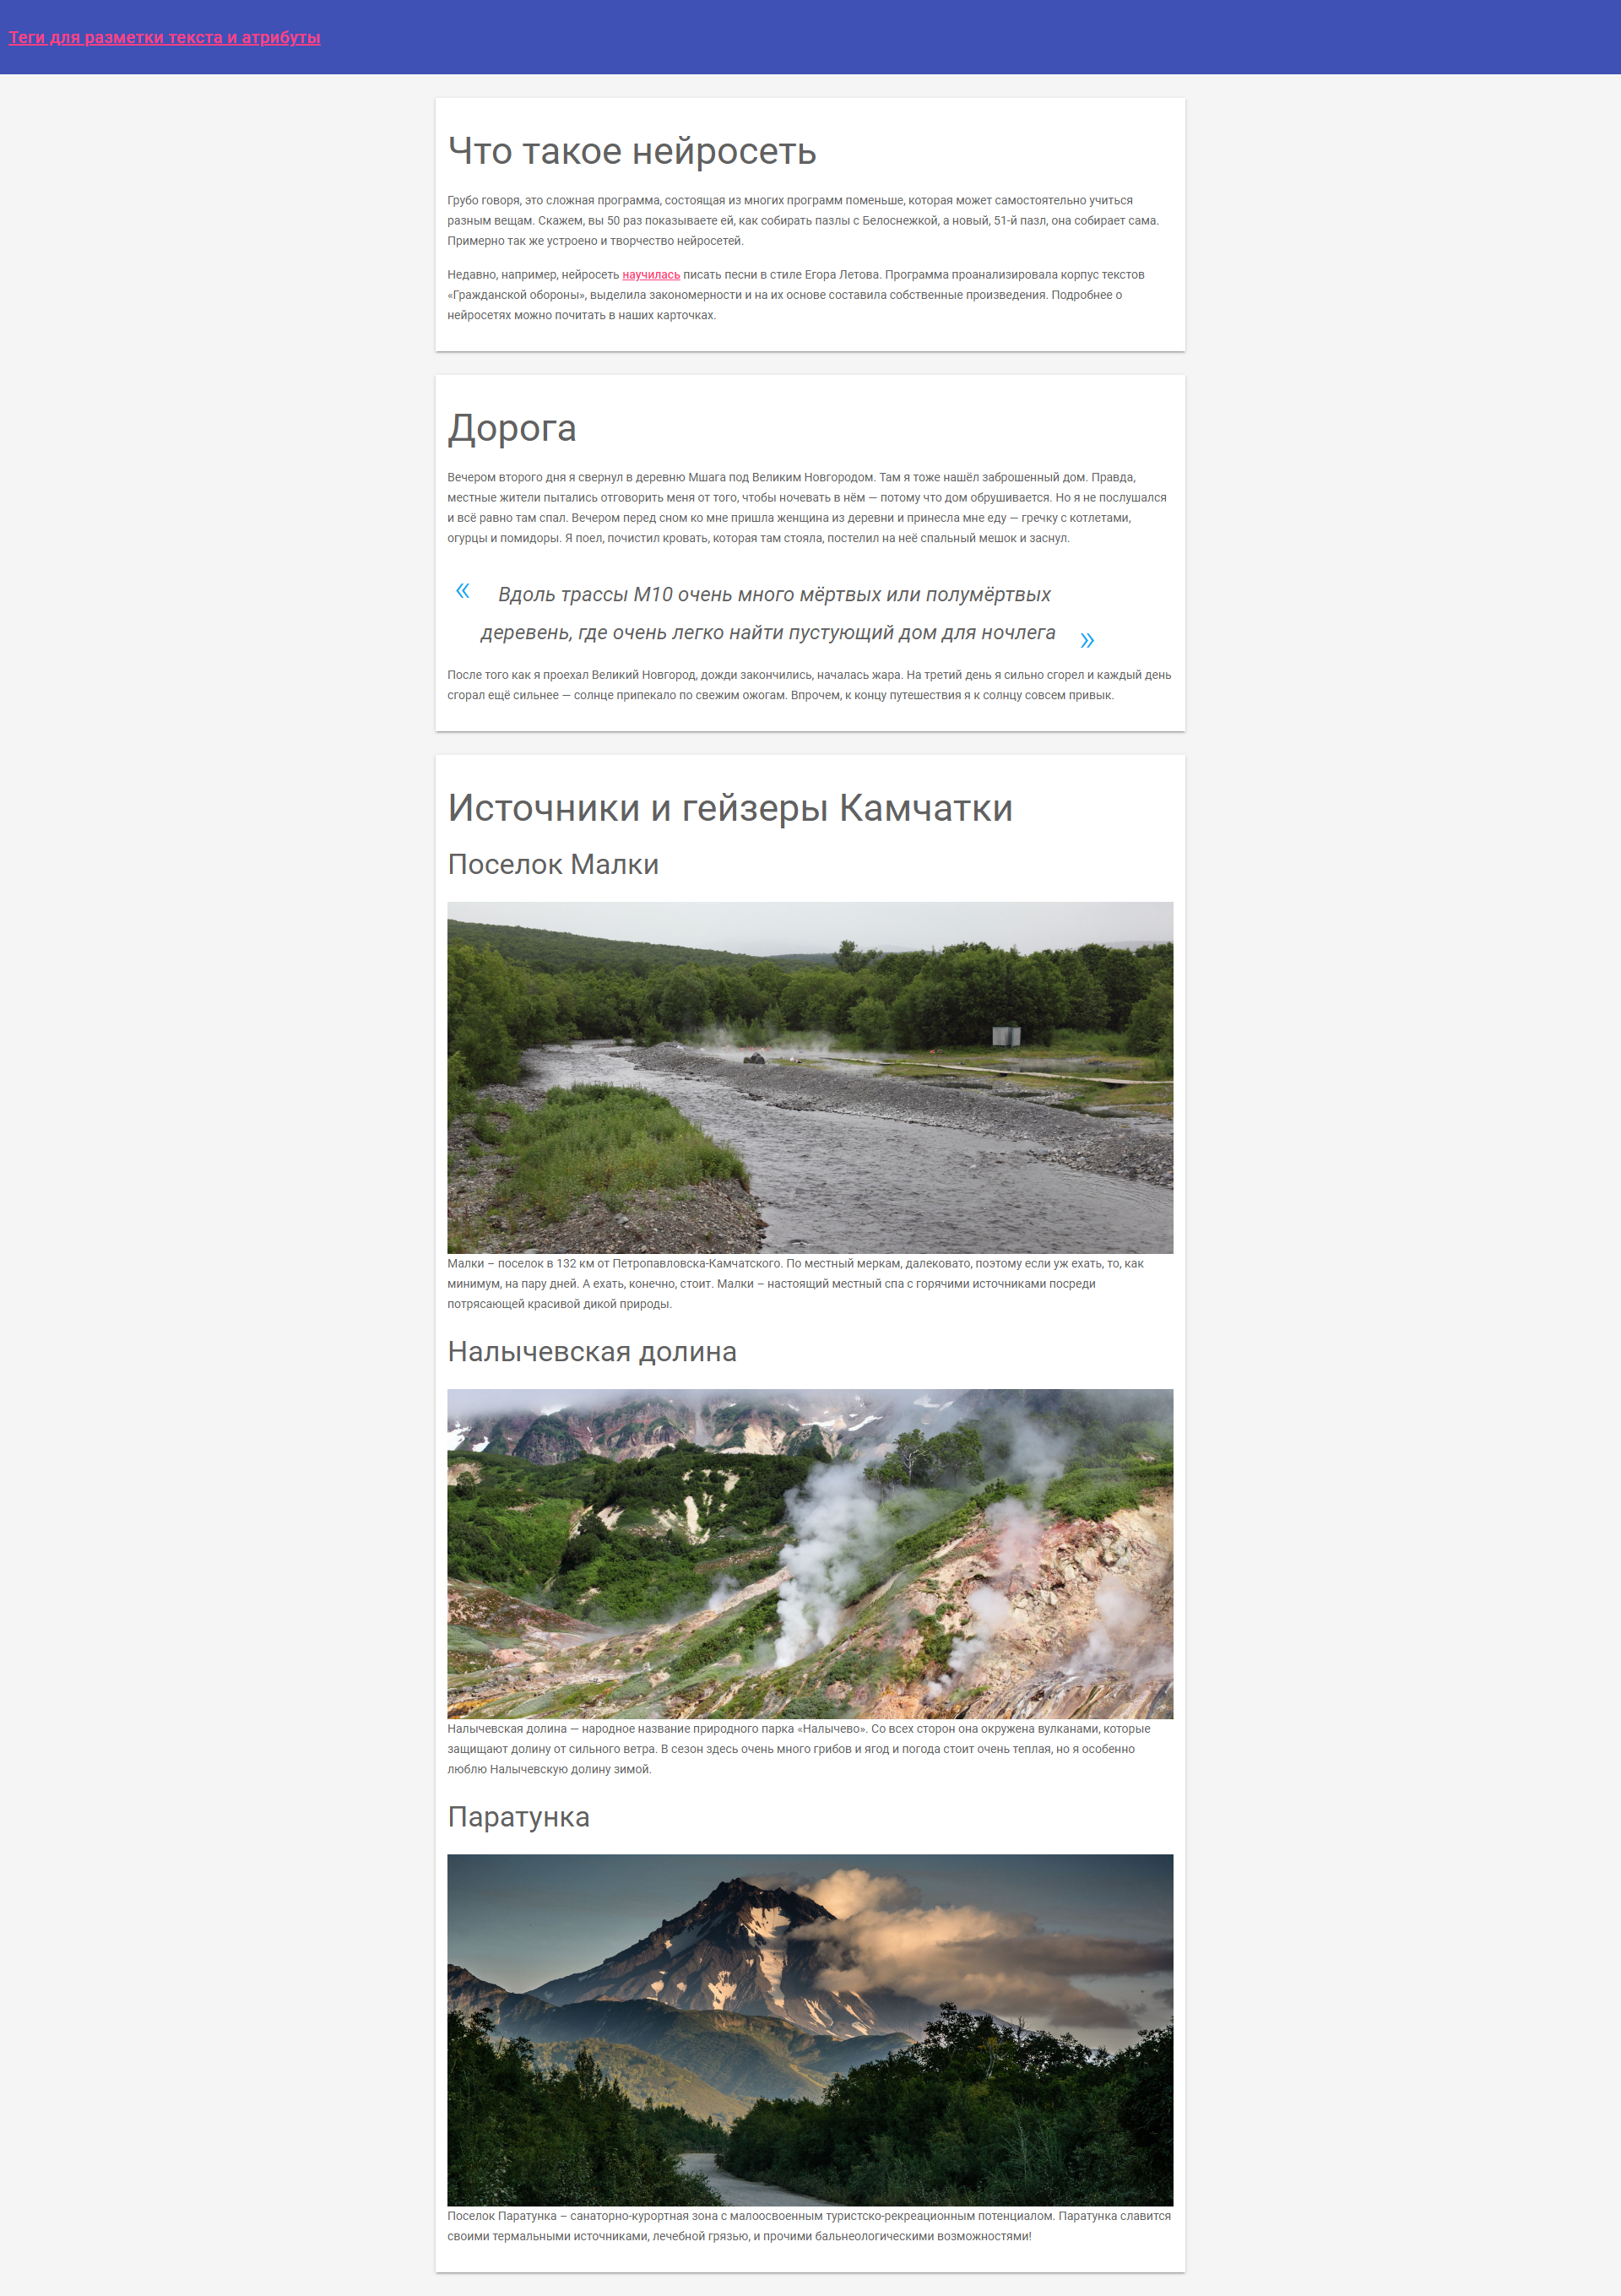 Теги для разметки текста и атрибуты
Что такое нейросеть
Грубо говоря, это сложная программа, состоящая из многих программ поменьше, которая может самостоятельно учиться
разным вещам. Скажем, вы 50 раз показываете ей, как собирать пазлы с Белоснежкой, а новый, 51-й пазл, она собирает сама.
Примерно так же устроено и творчество нейросетей.
Недавно, например, нейросеть научилась писать песни в стиле Егора Летова. Программа проанализировала корпус текстов
«Гражданской обороны», выделила закономерности и на их основе составила собственные произведения. Подробнее о
нейросетях можно почитать в наших карточках.
Дорога
Вечером второго дня я свернул в деревню Мшага под Великим Новгородом. Там я тоже нашёл заброшенный дом. Правда,
местные жители пытались отговорить меня от того, чтобы ночевать в нём — потому что дом обрушивается. Но я не послушался
и всё равно там спал. Вечером перед сном ко мне пришла женщина из деревни и принесла мне еду — гречку с котлетами,
огурцы и помидоры. Я поел, почистил кровать, которая там стояла, постелил на неё спальный мешок и заснул.
« Вдоль трассы М10 очень много мёртвых или полумёртвых
деревень, где очень легко найти пустующий дом для ночлега »
После того как я проехал Великий Новгород, дожди закончились, началась жара. На третий день я сильно сгорел и каждый день
сгорал ещё сильнее — солнце припекало по свежим ожогам. Впрочем, к концу путешествия я к солнцу совсем привык.
Источники и гейзеры Камчатки
Поселок Малки
Малки – поселок в 132 км от Петропавловска-Камчатского. По местный меркам, далековато, поэтому если уж ехать, то, как
минимум, на пару дней. А ехать, конечно, стоит. Малки – настоящий местный спа с горячими источниками посреди
потрясающей красивой дикой природы.
Налычевская долина
Налычевская долина — народное название природного парка «Налычево». Со всех сторон она окружена вулканами, которые
защищают долину от сильного ветра. В сезон здесь очень много грибов и ягод и погода стоит очень теплая, но я особенно
люблю Налычевскую долину зимой.
Паратунка
Поселок Паратунка – санаторно-курортная зона с малоосвоенным туристско-рекреационным потенциалом. Паратунка славится
своими термальными источниками, лечебной грязью, и прочими бальнеологическими возможностями!